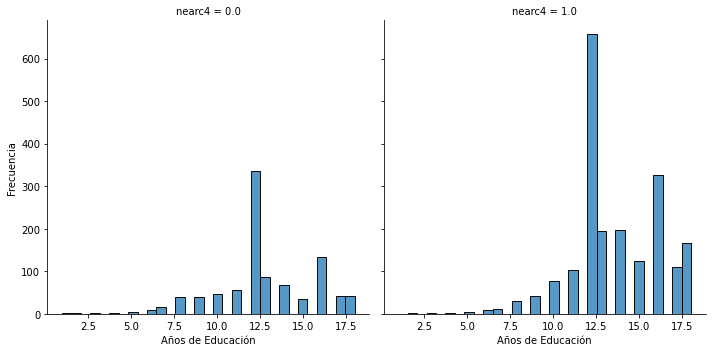 nearc4 = 0.0
nearc4 = 1.0
Frecuencia
600
500
400
300
200
100
0
2.5 5.0 7.5 10.0 12.5 15.0 17.5
2.5 5.0 7.5 10.0 12.5 15.0 17.5
Años de Educación
Años de Educación